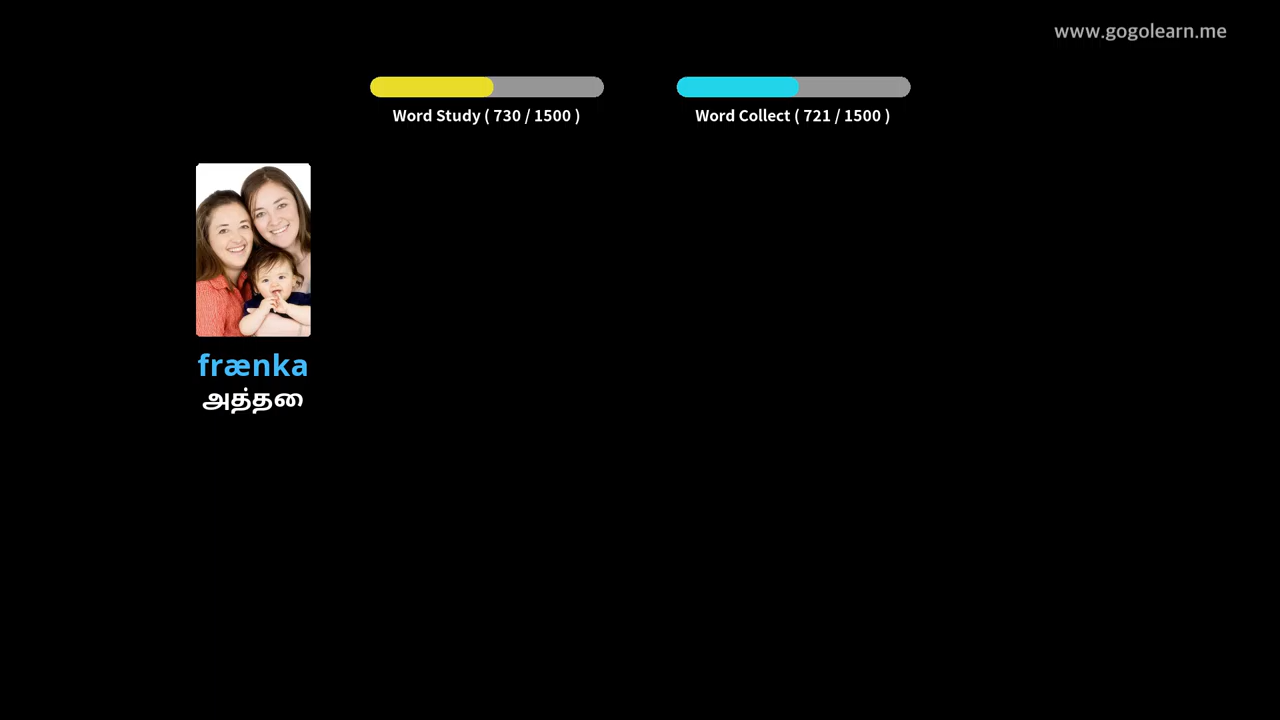 www.gogolearn.me
Word Study ( 730 / 1500 )
Word Collect ( 721 / 1500 )
frænka
அத்தை